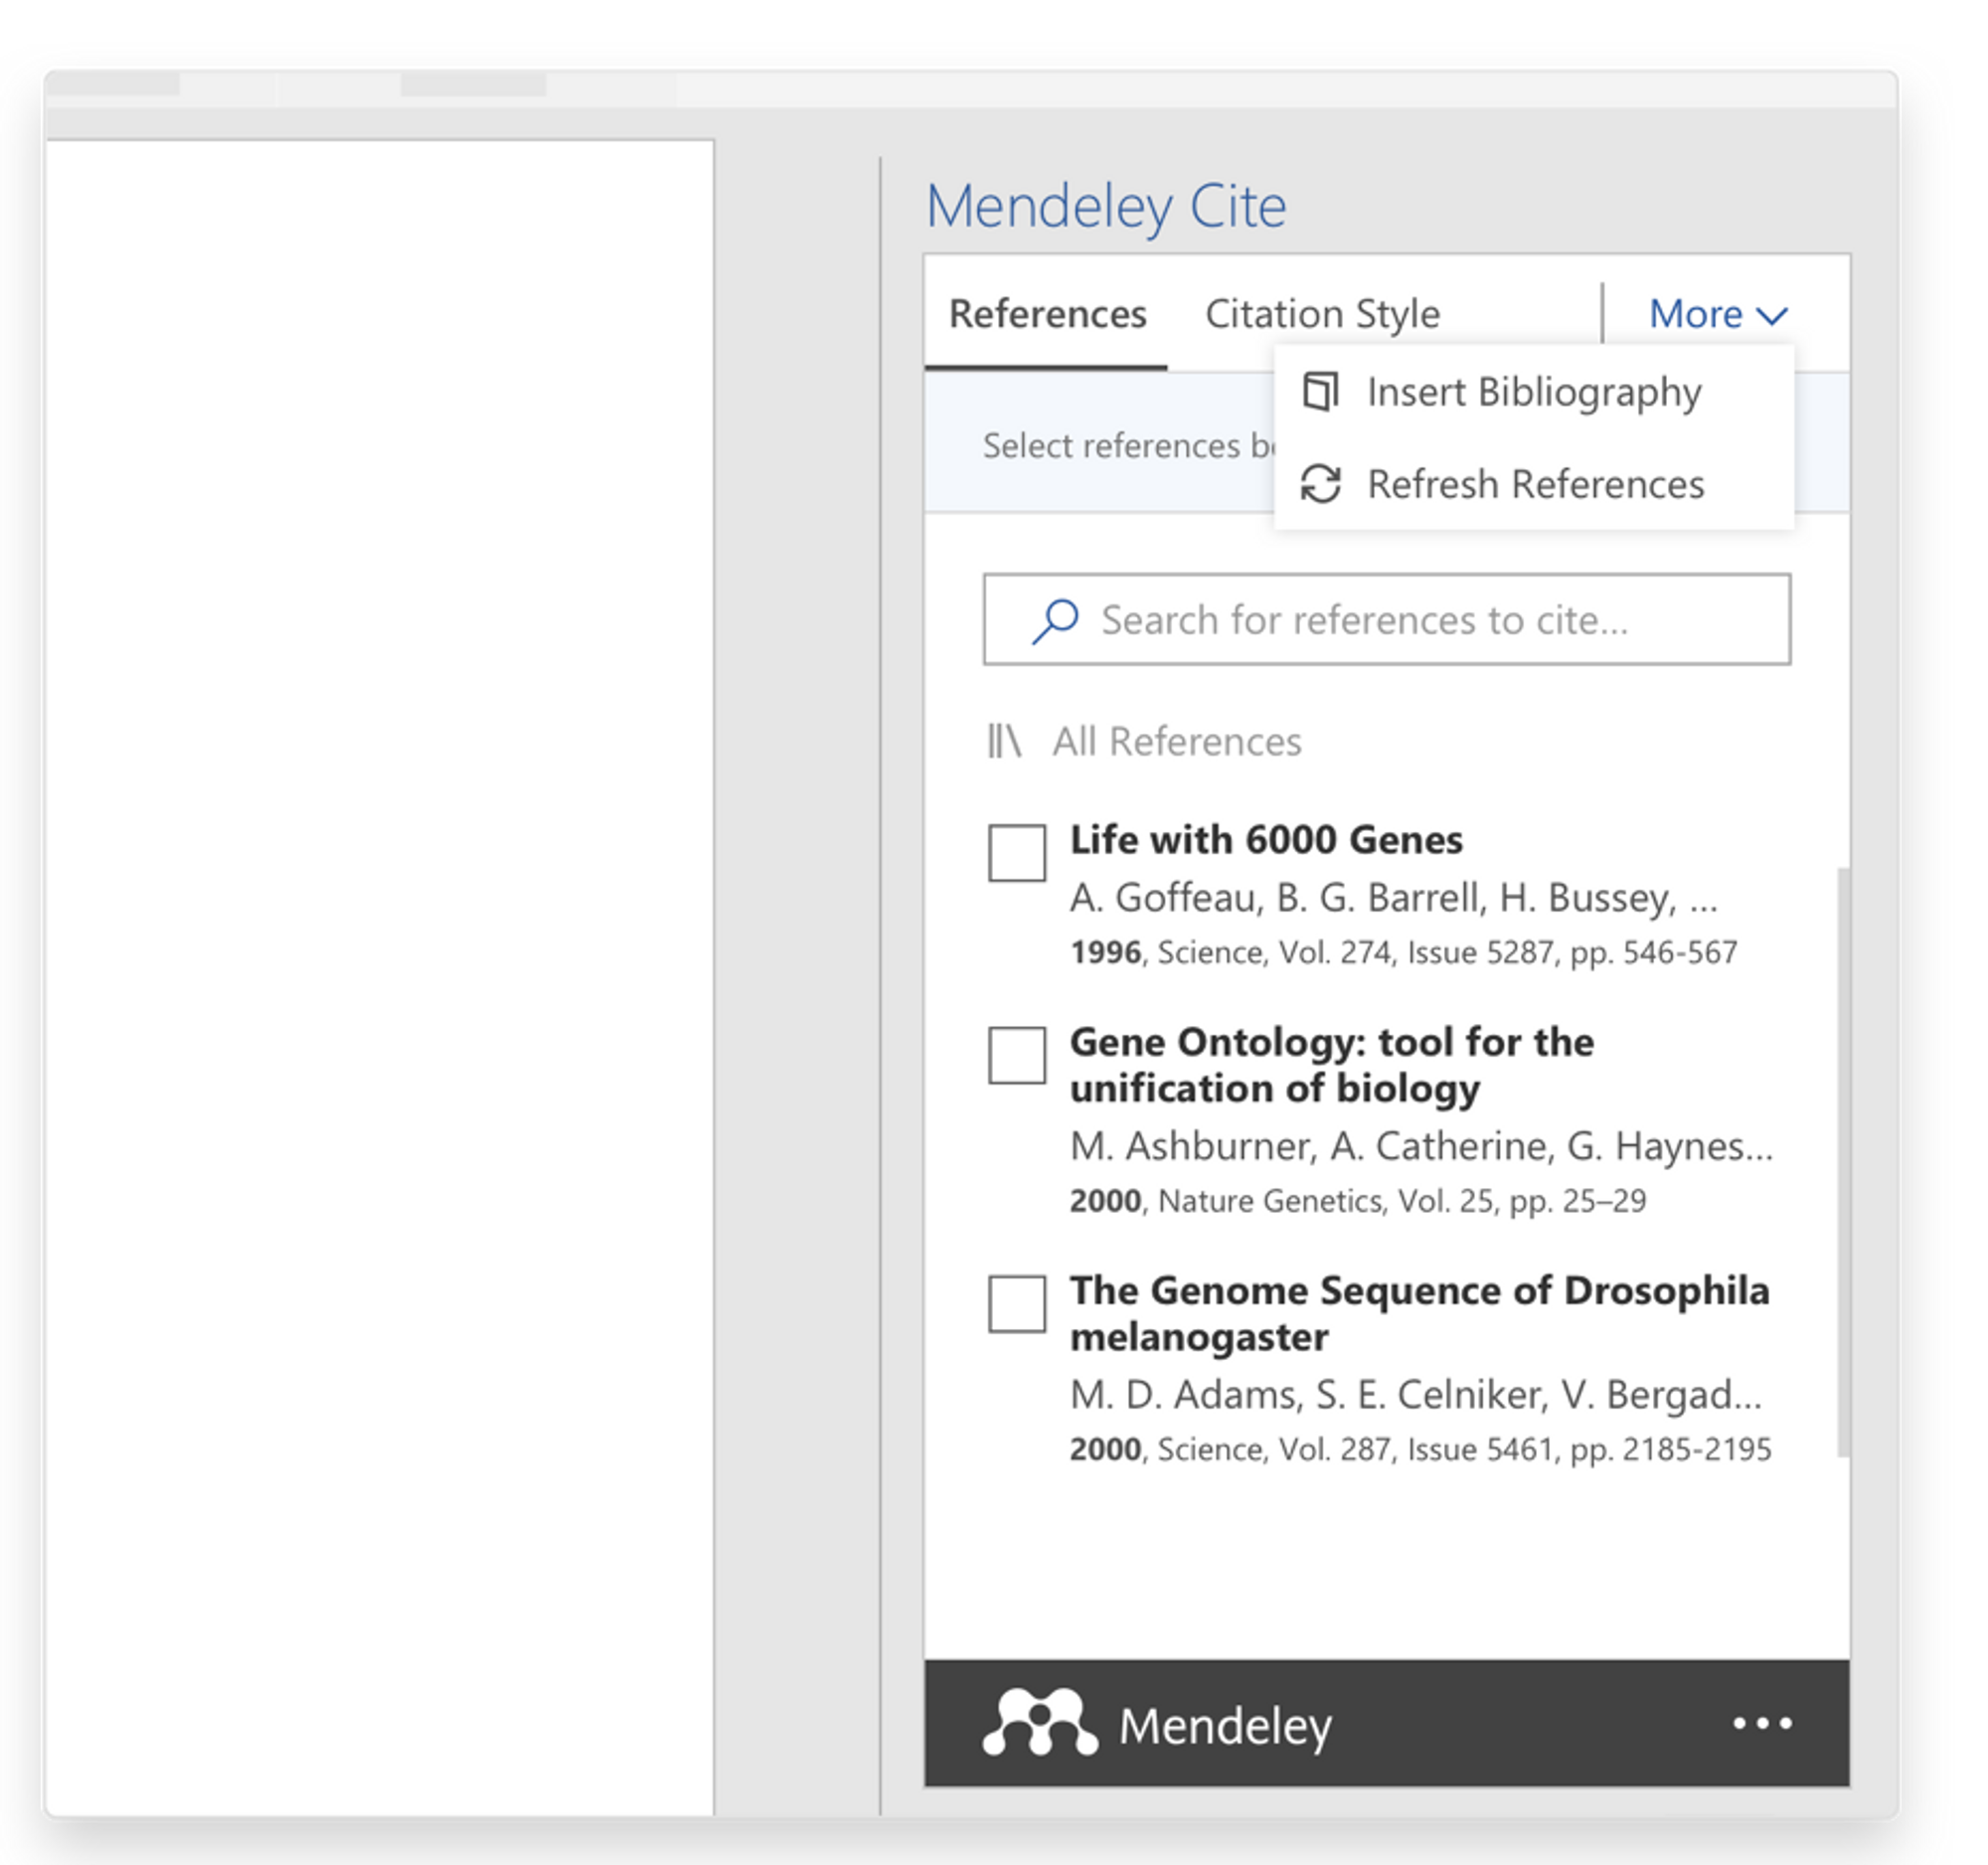 Mendeley Cite
References Citation Style More
Insert Bibliography
Select references
Refresh References
Search for references to cite...
All References
Life with 6000 Genes
A. Goffeau, B. G. Barrell, H. Bussey, ...
1996, Science, Vol. 274, Issue 5287, pp. 546-567
Gene Ontology: tool for the
unification of biology
M. Ashburner, A. Catherine, G. Haynes...
2000, Nature Genetics, Vol. 25, pp. 25–29
The Genome Sequence of Drosophila
melanogaster
M. D. Adams, S. E. Celniker, V. Bergad...
2000, Science, Vol. 287, Issue 5461, pp. 2185-2195
Mendeley